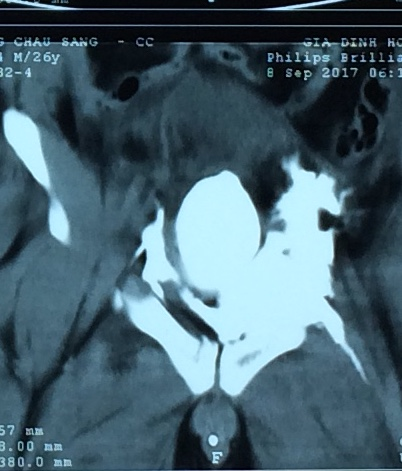 CHAU SANG - CC
M/26y
32-4
GIA DINH HO
Philips Brillia
8 Sep 2017 06:1
57 mm
8.00 mm
380.0 mm
F